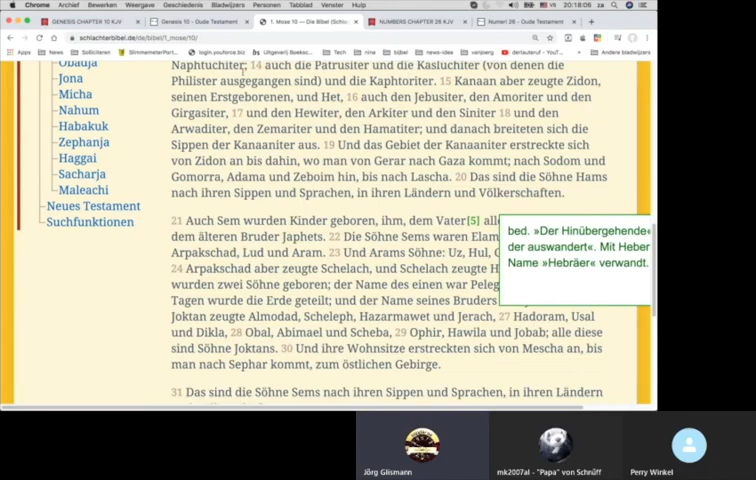 Chrome Archief Bewerken Weergave Geschiedenis Bladwijzers Personen Tabblad Venster Help
20:18:06
GENESIS CHAPTER 10 KJV
Genesis 10 - Oude Testament
1. Mose 10 — Die Bibel (Schlac
NUMBERS CHAPTER 26 KJV
Numeri 26 - Oude Testament
schlachterbibel.de/de/bibel/1_mose/10/
Apps News SlimmemeterPort... login.youforce.biz Uitgeverij Boeksc... bijbel news-idee vanjberg derlauteruf - YouT... Andere bladwijzers
Obadja
Jona
Micha
Nahum
Habakuk
Zephanja
Haggai
Sacharja
Maleachi
Neues Testament
Suchfunktionen
Naphtuchiter; 14 auch die Patrusiter und die Kasluchiter (von denen die
Philister ausgegangen sind) und die Kaphtoriter. 15 Kanaan aber zeugte Zidon,
seinen Erstgeborenen, und Het, 16 auch den Jebusiter, den Amoriter und den
Girgasiter, 17 und den Hewiter, den Arkiter und den Siniter 18 und den
Arwaditer, den Zemariter und den Hamatiter; und danach breiteten sich die
Sippen der Kanaaniter aus. 19 Und das Gebiet der Kanaaniter erstreckte sich
von Zidon an bis dahin, wo man von Gerar nach Gaza kommt; nach Sodom und
Gomorra, Adama und Zeboim hin, bis nach Lascha. 20 Das sind die Söhne Hams
nach ihren Sippen und Sprachen, in ihren Ländern und Völkerschaften.
21 Auch Sem wurden Kinder geboren, ihm, dem Vater[5] all
dem älteren Bruder Japhets. 22 Die Söhne Sems waren Elam
Arpakschad, Lud und Aram. 23 Und Arams Söhne: Uz, Hul, G
24 Arpakschad aber zeugte Schelach, und Schelach zeugte H
wurden zwei Söhne geboren; der Name des einen war Peleg
Tagen wurde die Erde geteilt; und der Name seines Bruders
Joktan zeugte Almodad, Scheleph, Hazarmawet und Jerach, 27 Hadoram, Usal
und Dikla, 28 Obal, Abimael und Scheba, 29 Ophir, Hawila und Jobab; alle diese
sind Söhne Joktans. 30 Und ihre Wohnsitze erstreckten sich von Mescha an, bis
man nach Sephar kommt, zum östlichen Gebirge.
31 Das sind die Söhne Sems nach ihren Sippen und Sprachen, in ihren Ländern
bed. »Der Hinübergehende«
der auswandert«. Mit Heber
Name »Hebräer« verwandt.
Jörg Glismann
mk2007al - "Papa" von Schnüff
Perry Winkel